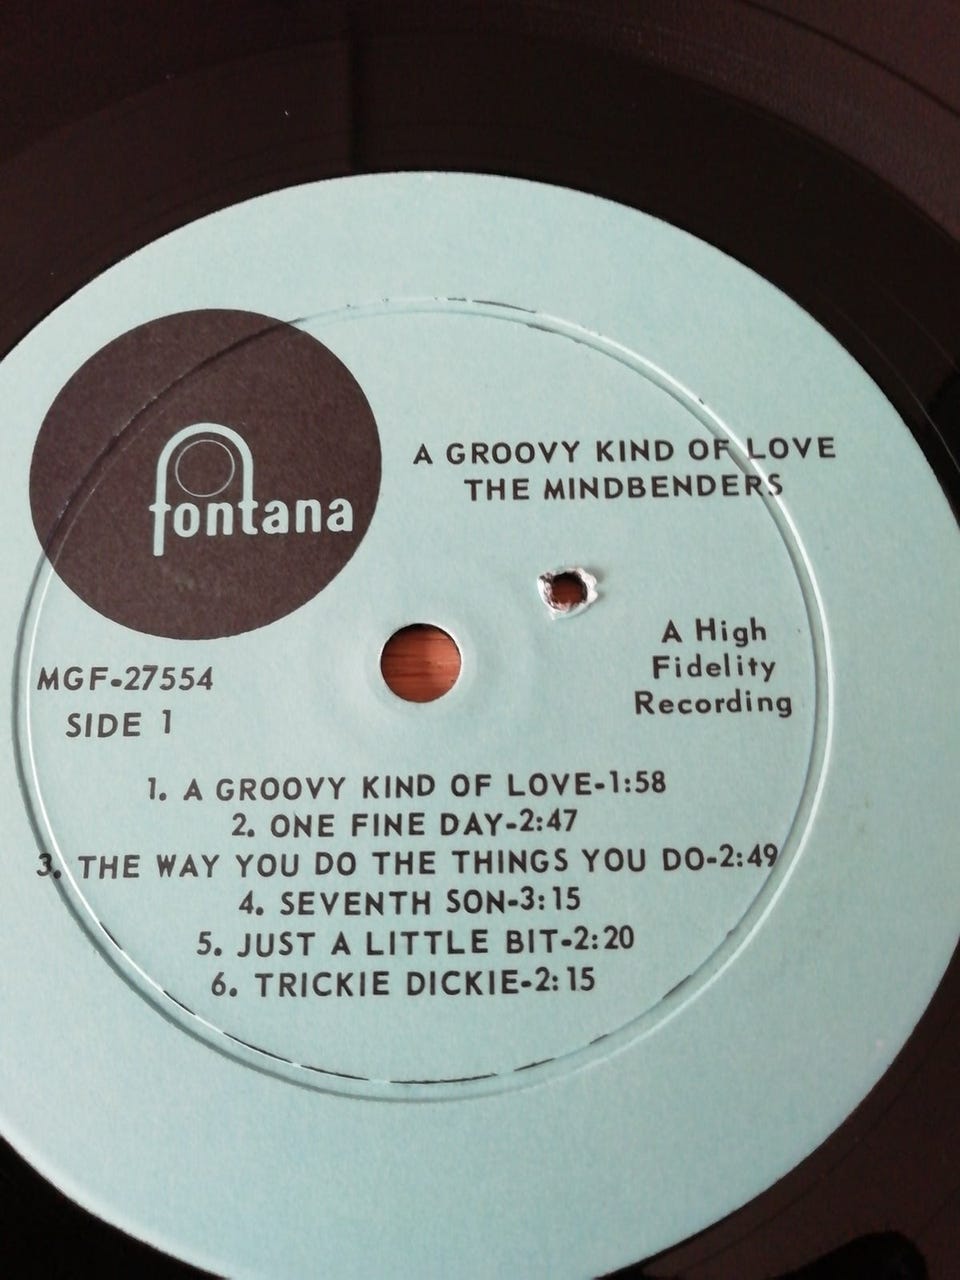 fontana
A GROOVY KIND OF LOVE
THE MINDBENDERS
A High
Fidelity
Recording
MGF-27554
SIDE 1
1. A GROOVY KIND OF LOVE-1:58
2. ONE FINE DAY-2:47
3. THE WAY YOU DO THE THINGS YOU DO-2:49
4. SEVENTH SON-3:15
5. JUST A LITTLE BIT-2:20
6. TRICKIE DICKIE-2:15